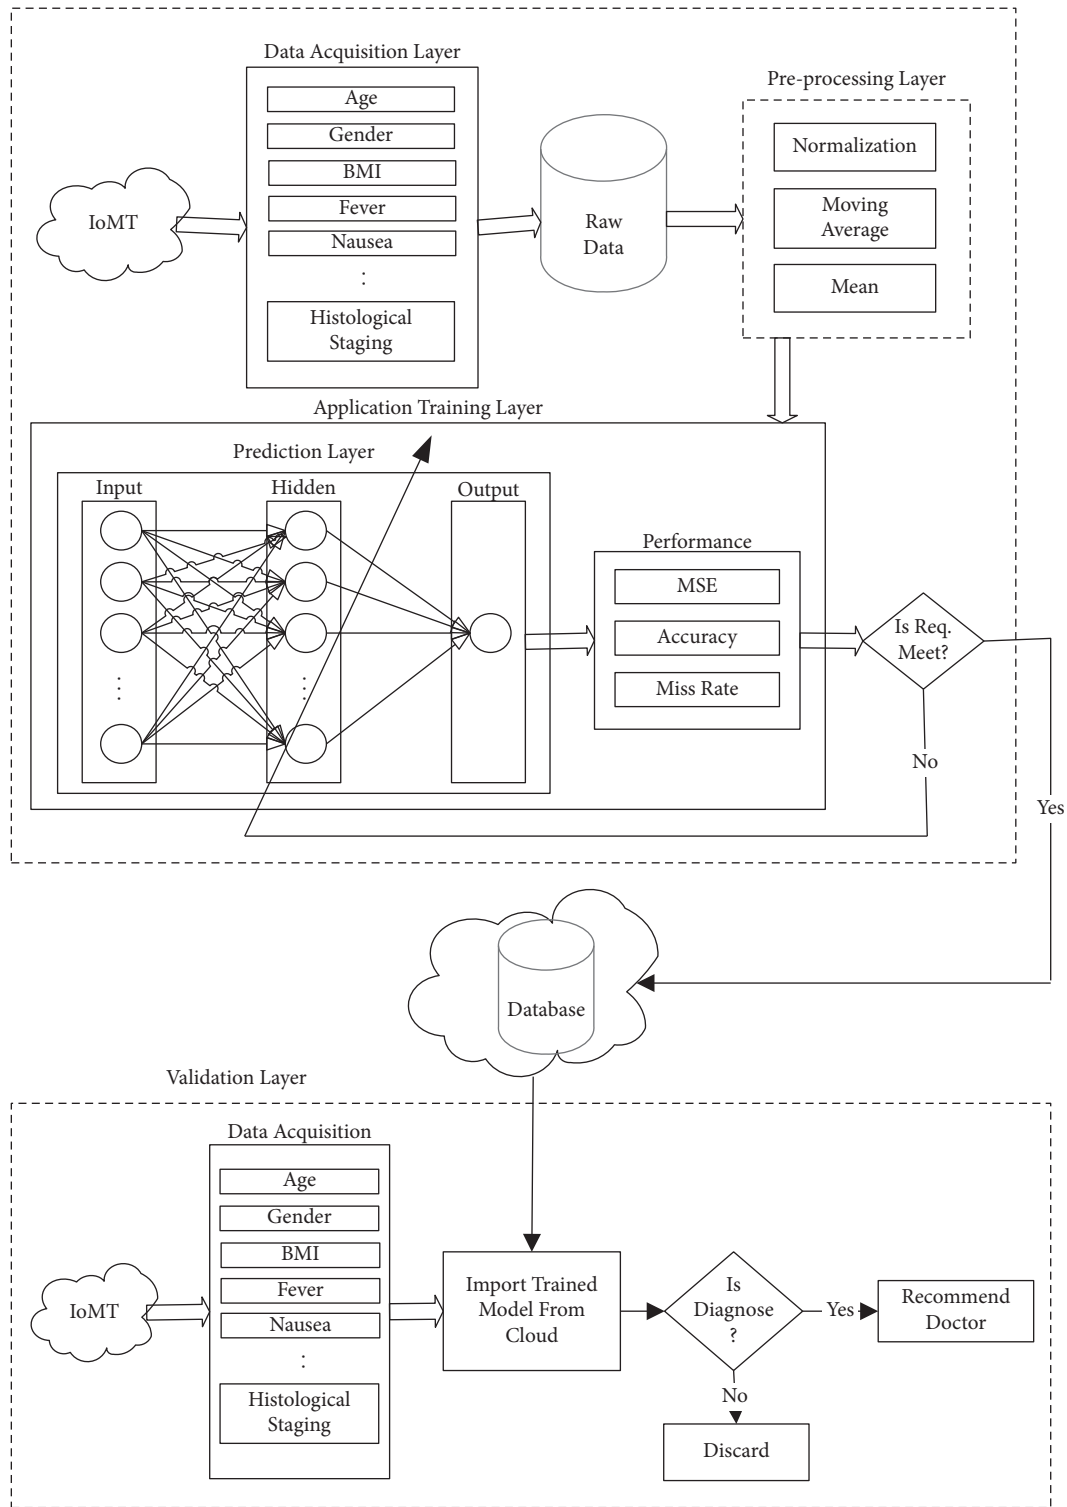 Data Acquisition Layer
Age
Gender
BMI
Fever
Nausea
Histological
Staging
IoMT
Raw
Data
Pre-processing Layer
Normalization
Moving
Average
Mean
Application Training Layer
Prediction Layer
Input
Hidden
Output
Performance
MSE
Accuracy
Miss Rate
Is Req.
Meet?
No
Yes
Database
Validation Layer
Data Acquisition
Age
Gender
BMI
Fever
Nausea
Histological
Staging
IoMT
Import Trained
Model From
Cloud
Is
Diagnose
?
Yes
Recommend
Doctor
No
Discard